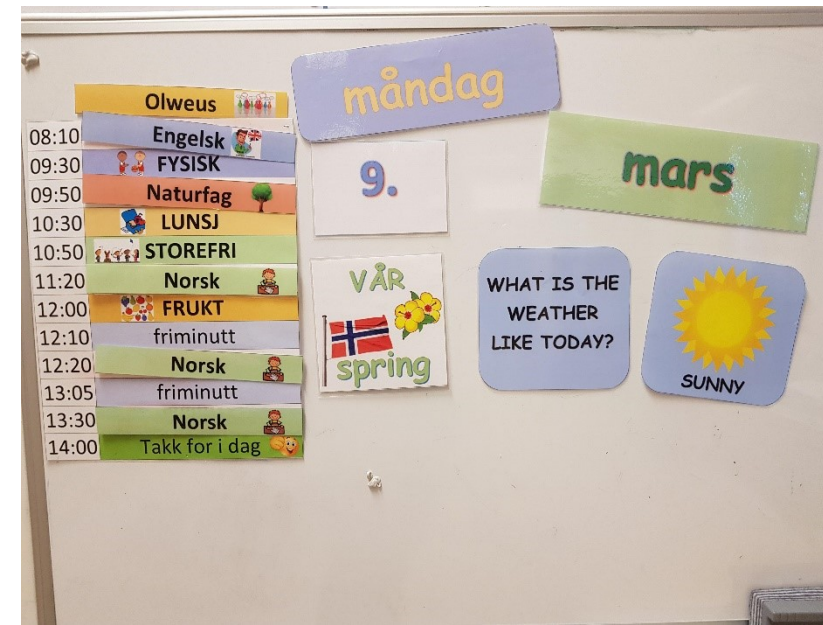 Olweus
08:10 Engelsk
09:30 FYSISK
09:50 Naturfag
10:30 LUNSJ
10:50 STOREFRI
11:20 Norsk
12:00 FRUKT
12:10 friminutt
12:20 Norsk
13:05 friminutt
13:30 Norsk
14:00 Takk for i dag
måndag
9.
mars
VÅR
spring
WHAT IS THE
WEATHER
LIKE TODAY?
SUNNY